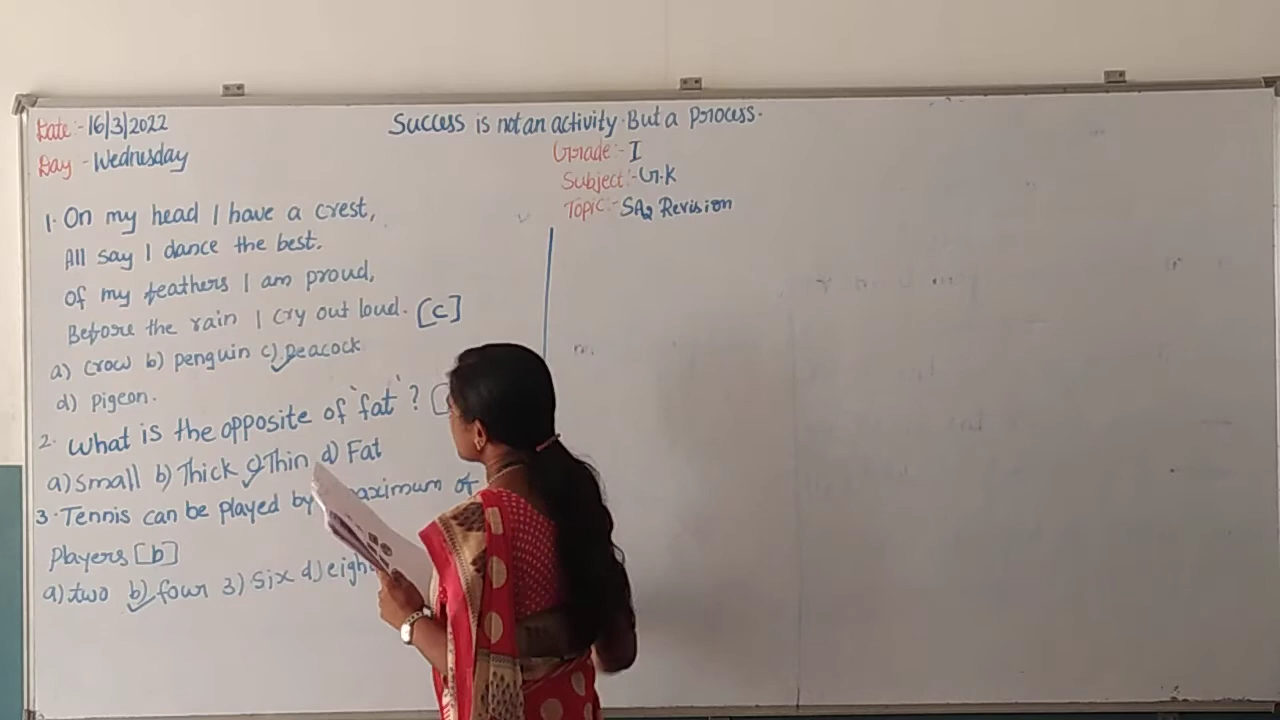 Date:- 16/3/2022
Success is not an activity. But a Process.
Day - Wednesday
Grade:- I
Subject:- G.K
Topic:- SA2 Revision
1. On my head I have a crest,
All say I dance the best.
Of my feathers I am proud,
Before the rain I cry out loud. [c]
a) crow b) penguin c) peacock
d) pigeon.
2. What is the opposite of 'fat' ? [
a) Small b) Thick c) Thin d) Fat
3. Tennis can be played by maximum of
players [b]
a) two b) four 3) six d) eight